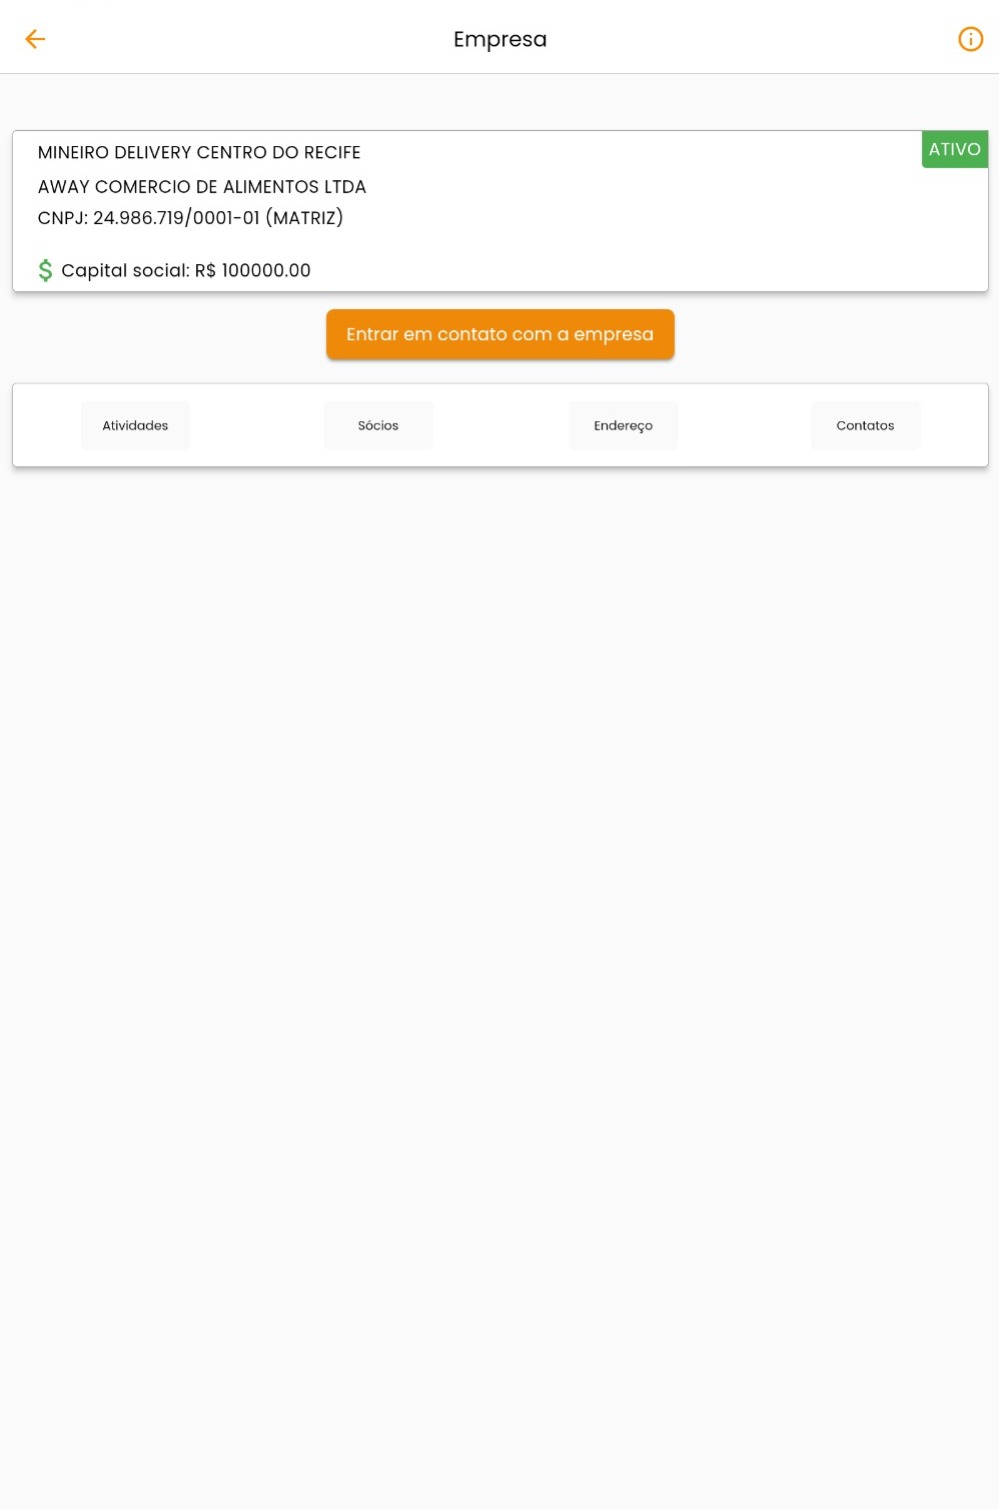 Empresa
MINEIRO DELIVERY CENTRO DO RECIFE
ATIVO
AWAY COMERCIO DE ALIMENTOS LTDA
CNPJ: 24.986.719/0001-01 (MATRIZ)
Capital social: R$ 100000.00
Entrar em contato com a empresa
Atividades Sócios Endereço Contatos